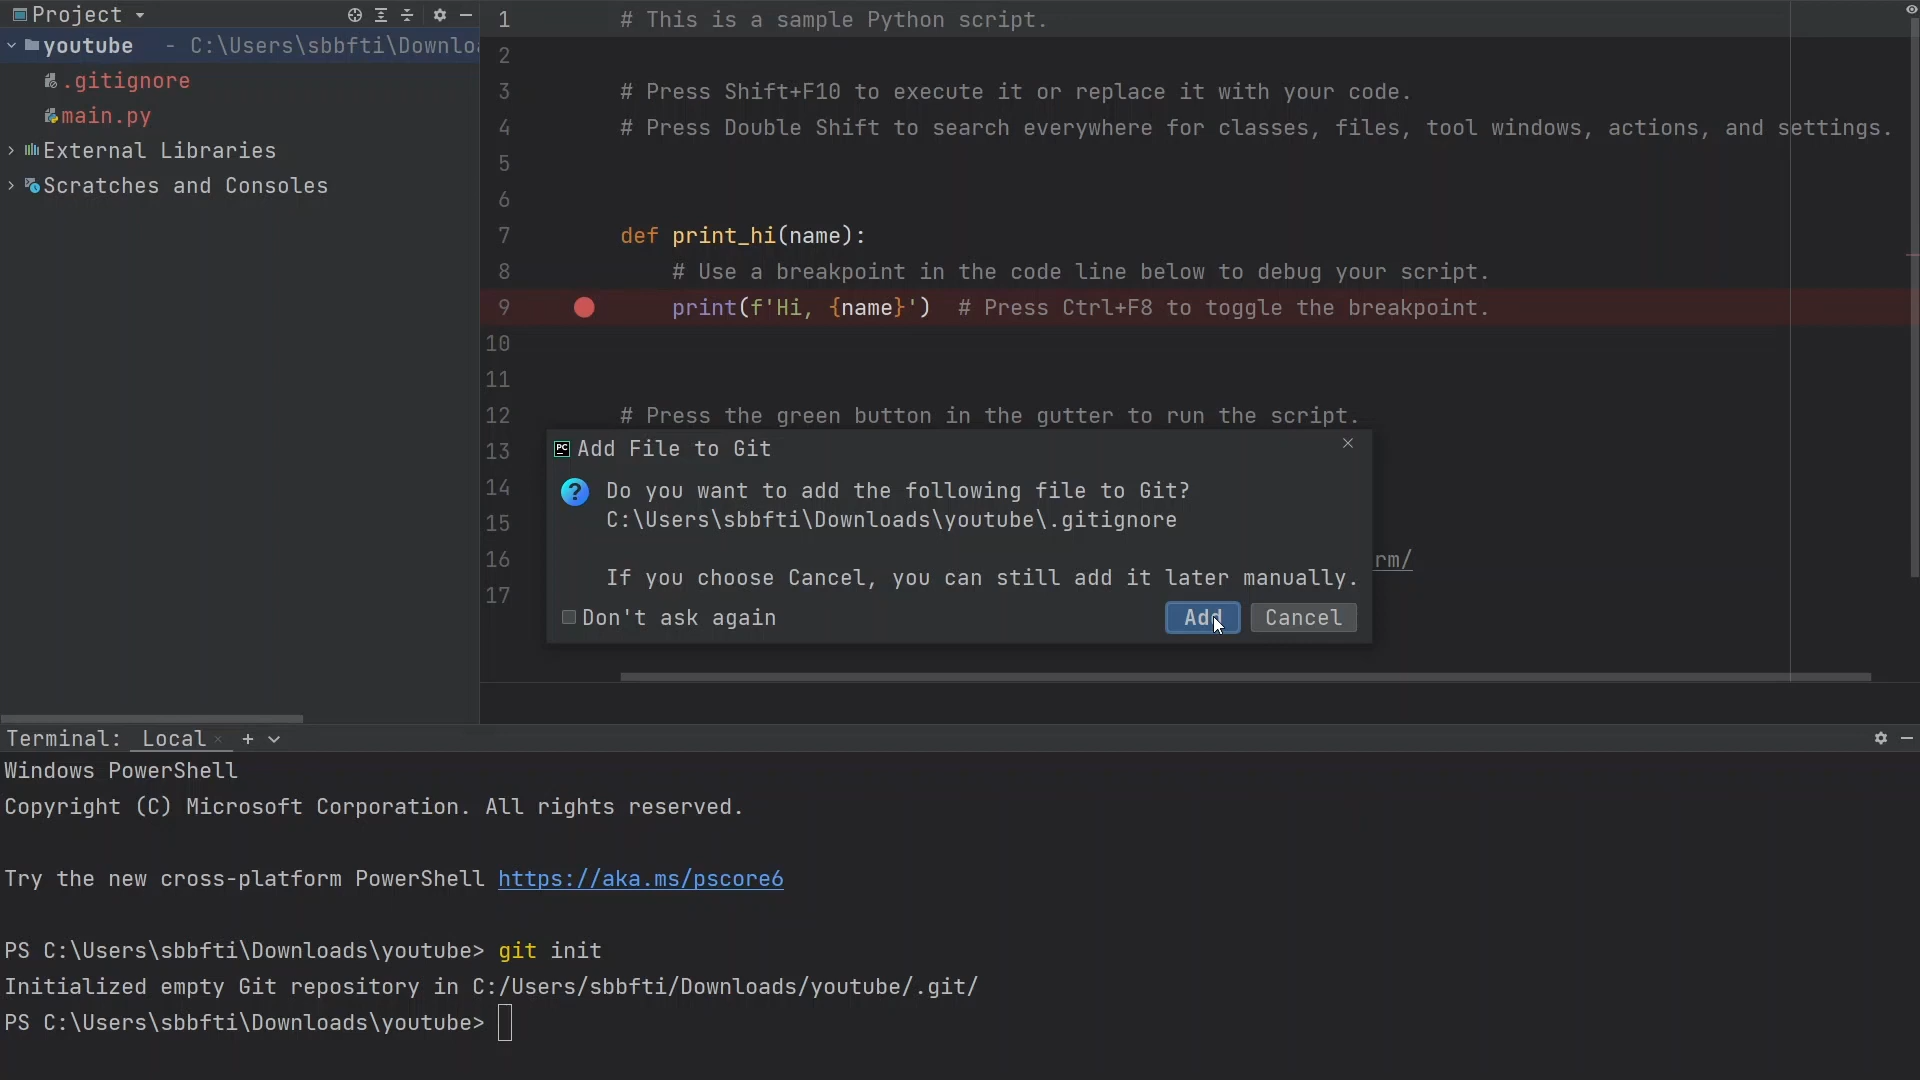 Project
youtube - C:\Users\sbbfti\Downlo
.gitignore
main.py
External Libraries
Scratches and Consoles
1 # This is a sample Python script.
2
3 # Press Shift+F10 to execute it or replace it with your code.
4 # Press Double Shift to search everywhere for classes, files, tool windows, actions, and settings.
5
6
7 def print_hi(name):
8 # Use a breakpoint in the code line below to debug your script.
9 print(f'Hi, {name}') # Press Ctrl+F8 to toggle the breakpoint.
10
11
12 # Press the green button in the gutter to run the script.
13
14
15
16 rm/
17
PC Add File to Git
? Do you want to add the following file to Git?
C:\Users\sbbfti\Downloads\youtube\.gitignore
If you choose Cancel, you can still add it later manually.
Don't ask again
Add Cancel
Terminal: Local × +
Windows PowerShell
Copyright (C) Microsoft Corporation. All rights reserved.
Try the new cross-platform PowerShell https://aka.ms/pscore6
PS C:\Users\sbbfti\Downloads\youtube> git init
Initialized empty Git repository in C:/Users/sbbfti/Downloads/youtube/.git/
PS C:\Users\sbbfti\Downloads\youtube>